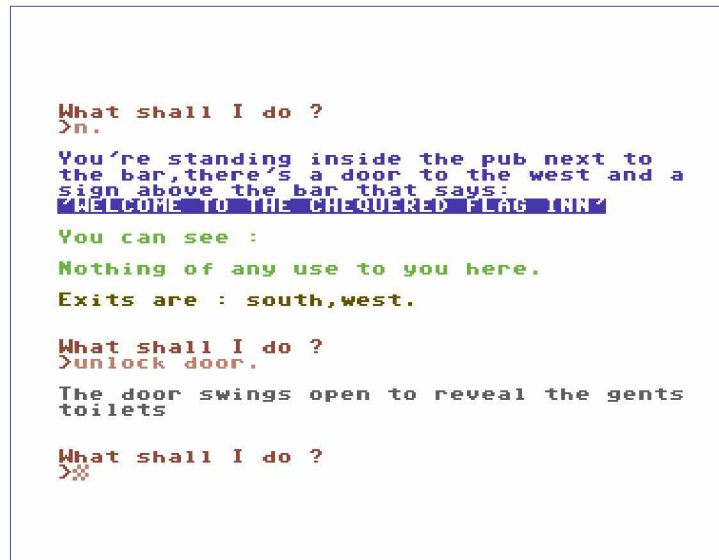 What shall I do ?
>n.
You're standing inside the pub next to
the bar,there's a door to the west and a
sign above the bar that says:
'WELCOME TO THE CHEQUERED FLAG INN'
You can see :
Nothing of any use to you here.
Exits are : south,west.
What shall I do ?
>unlock door.
The door swings open to reveal the gents
toilets
What shall I do ?
>